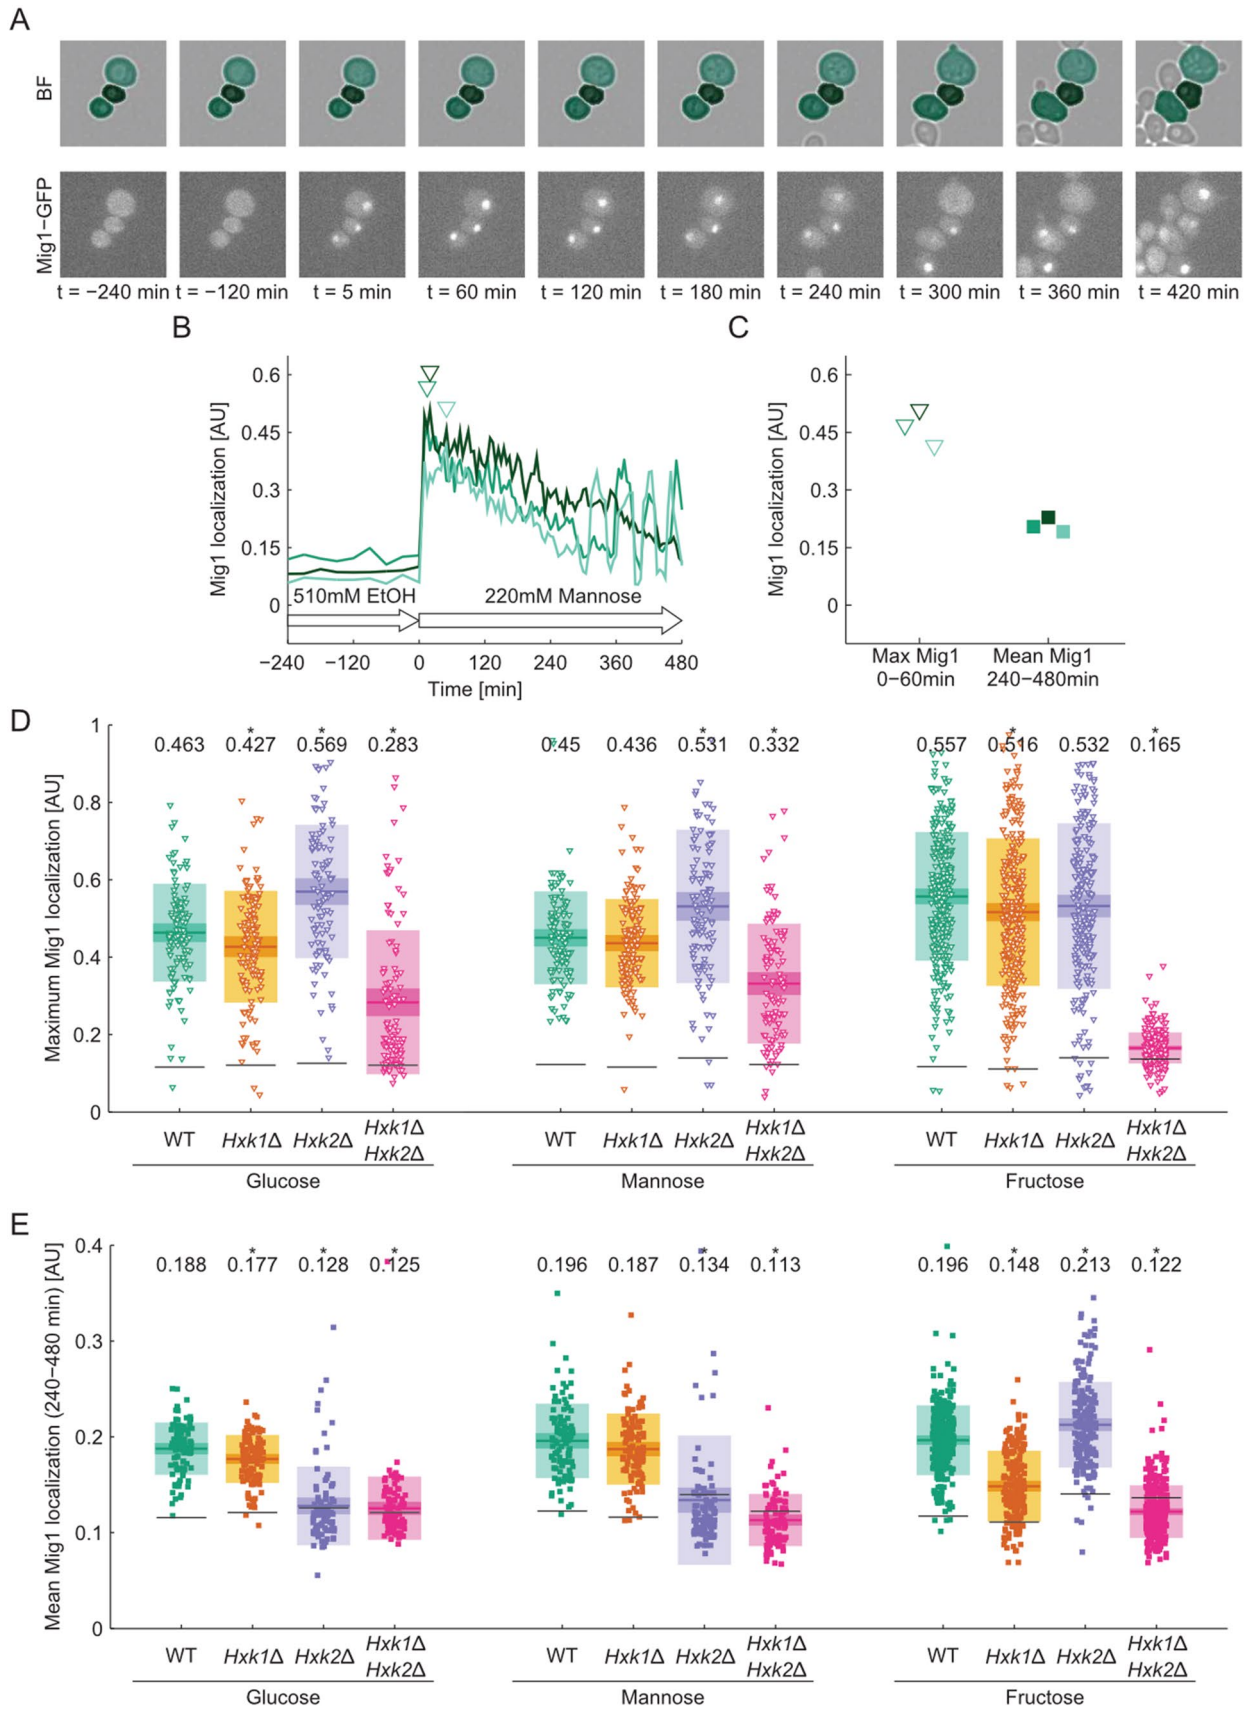 A
BF
Mig1−GFP
t = −240 min t = −120 min t = 5 min t = 60 min t = 120 min t = 180 min t = 240 min t = 300 min t = 360 min t = 420 min
B
Mig1 localization [AU]
0.6
0.45
0.3
0.15
0
510mM EtOH
220mM Mannose
−240 −120 0 120 240 360 480
Time [min]
C
Mig1 localization [AU]
0.6
0.45
0.3
0.15
0
Max Mig1 Mean Mig1
0−60min 240−480min
D
Maximum Mig1 localization [AU]
1
0.8
0.6
0.4
0.2
0
* * * * * * *
0.463 0.427 0.569 0.283 0.45 0.436 0.531 0.332 0.557 0.516 0.532 0.165
WT Hxk1Δ Hxk2Δ Hxk1Δ Hxk2Δ WT Hxk1Δ Hxk2Δ Hxk1Δ Hxk2Δ WT Hxk1Δ Hxk2Δ Hxk1Δ Hxk2Δ
Glucose Mannose Fructose
E
Mean Mig1 localization (240−480 min) [AU]
0.4
0.3
0.2
0.1
0
* * * * * * * *
0.188 0.177 0.128 0.125 0.196 0.187 0.134 0.113 0.196 0.148 0.213 0.122
WT Hxk1Δ Hxk2Δ Hxk1Δ Hxk2Δ WT Hxk1Δ Hxk2Δ Hxk1Δ Hxk2Δ WT Hxk1Δ Hxk2Δ Hxk1Δ Hxk2Δ
Glucose Mannose Fructose